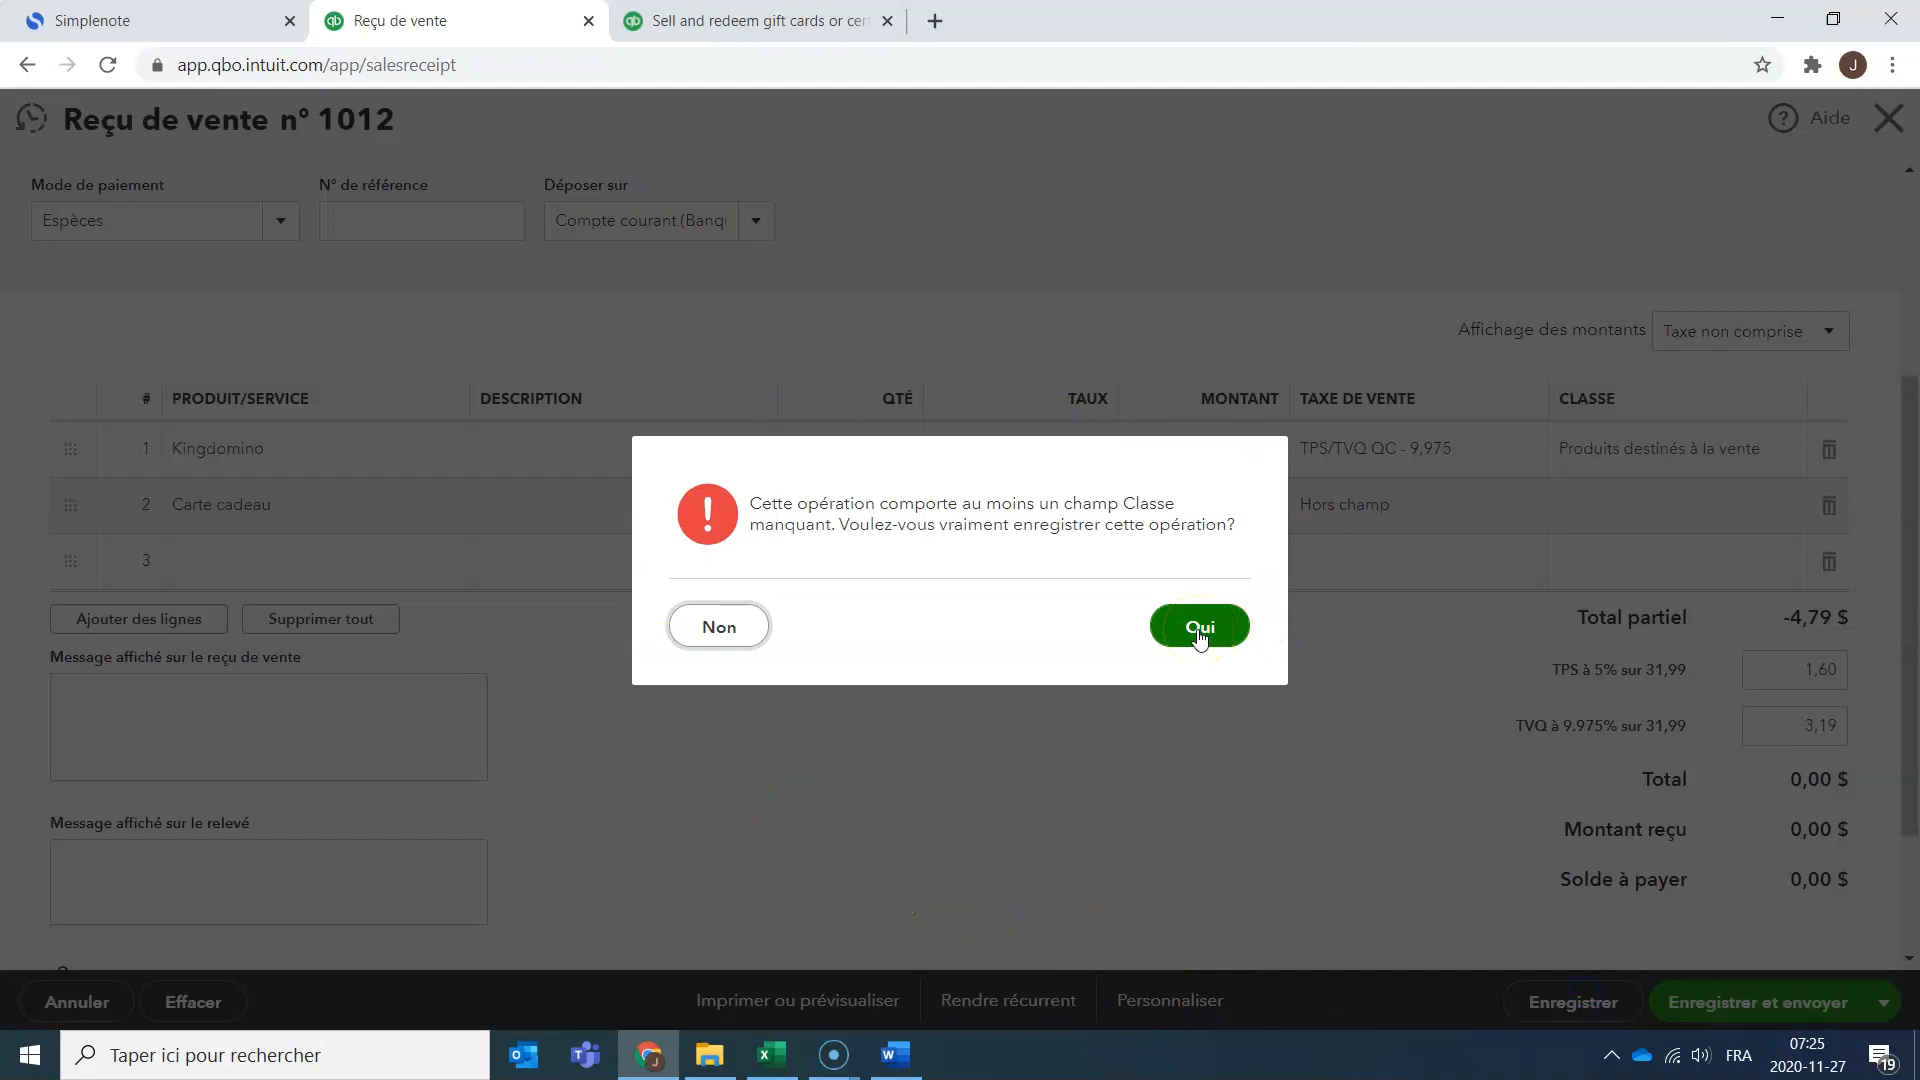 Simplenote
Reçu de vente
Sell and redeem gift cards or cer
app.qbo.intuit.com/app/salesreceipt
J
Reçu de vente n° 1012
Aide
Mode de paiement
N° de référence
Déposer sur
Espèces
Compte courant (Banq
Affichage des montants
Taxe non comprise
# PRODUIT/SERVICE DESCRIPTION QTÉ TAUX MONTANT TAXE DE VENTE CLASSE
1 Kingdomino TPS/TVQ QC - 9,975 Produits destinés à la vente
2 Carte cadeau Hors champ
3
Cette opération comporte au moins un champ Classe
manquant. Voulez-vous vraiment enregistrer cette opération?
Non
Oui
Ajouter des lignes
Supprimer tout
Total partiel -4,79 $
Message affiché sur le reçu de vente
TPS à 5% sur 31,99 1,60
TVQ à 9.975% sur 31,99 3,19
Total 0,00 $
Message affiché sur le relevé
Montant reçu 0,00 $
Solde à payer 0,00 $
Annuler
Effacer
Imprimer ou prévisualiser
Rendre récurrent
Personnaliser
Enregistrer
Enregistrer et envoyer
Taper ici pour rechercher
FRA
07:25
2020-11-27
19